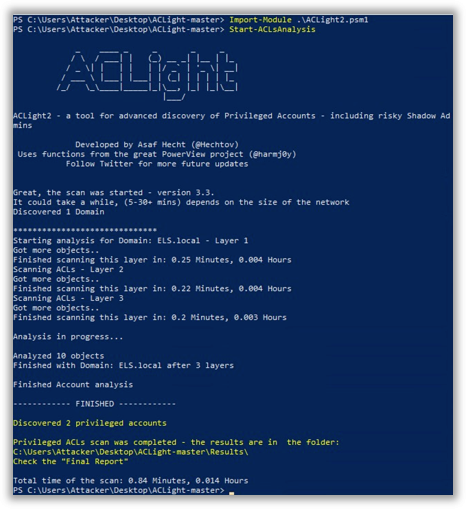 PS C:\Users\Attacker\Desktop\ACLight-master> Import-Module .\ACLight2.psm1
PS C:\Users\Attacker\Desktop\ACLight-master> Start-ACLsAnalysis
ACLight
ACLight2 - a tool for advanced discovery of Privileged Accounts - including risky Shadow Ad
mins
Developed by Asaf Hecht (@Hechtov)
Uses functions from the great PowerView project (@harmj0y)
Follow Twitter for more future updates
Great, the scan was started - version 3.3.
It could take a while, (5-30+ mins) depends on the size of the network
Discovered 1 Domain
******************************
Starting analysis for Domain: ELS.local - Layer 1
Got more objects..
Finished scanning this layer in: 0.25 Minutes, 0.004 Hours
Scanning ACLs - Layer 2
Got more objects..
Finished scanning this layer in: 0.22 Minutes, 0.004 Hours
Scanning ACLs - Layer 3
Got more objects..
Finished scanning this layer in: 0.2 Minutes, 0.003 Hours
Analysis in progress...
Analyzed 10 objects
Finished with Domain: ELS.local after 3 layers
Finished Account analysis
------------ FINISHED ------------
Discovered 2 privileged accounts
Privileged ACLs scan was completed - the results are in  the folder:
C:\Users\Attacker\Desktop\ACLight-master\Results\
Check the "Final Report"
Total time of the scan: 0.84 Minutes, 0.014 Hours
PS C:\Users\Attacker\Desktop\ACLight-master>